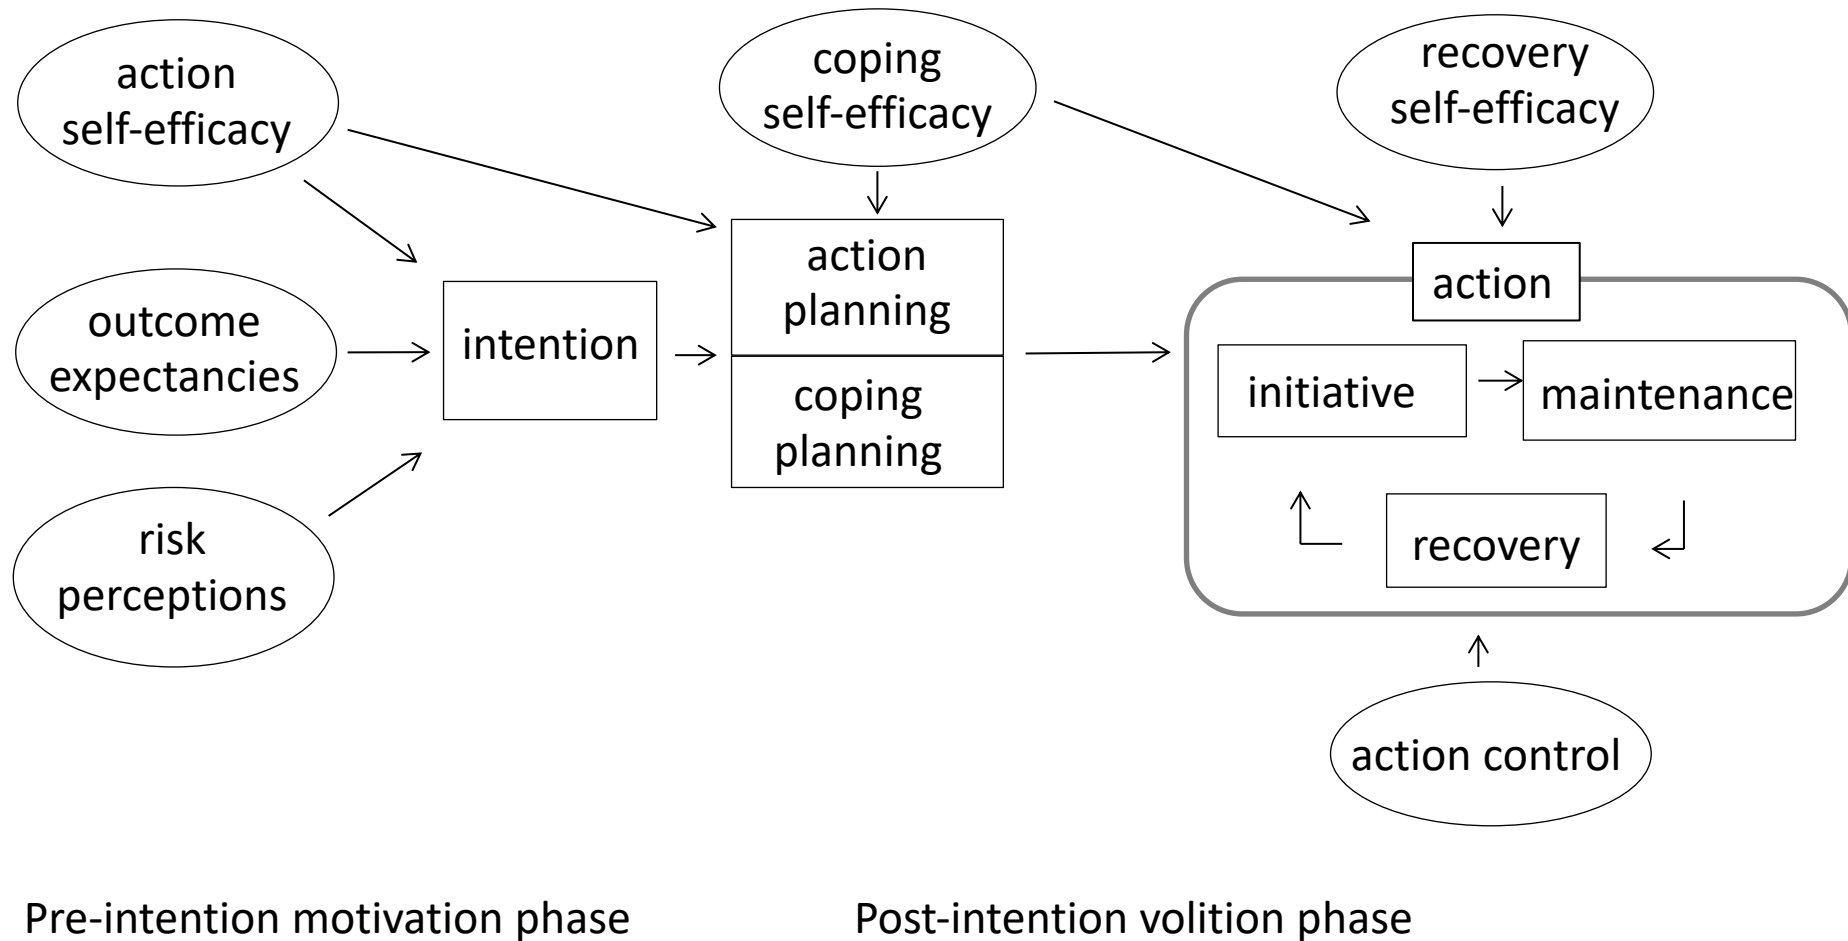 action
self-efficacy
coping
self-efficacy
recovery
self-efficacy
outcome
expectancies
intention
action
planning
coping
planning
action
initiative
maintenance
recovery
risk
perceptions
action control
Pre-intention motivation phase
Post-intention volition phase